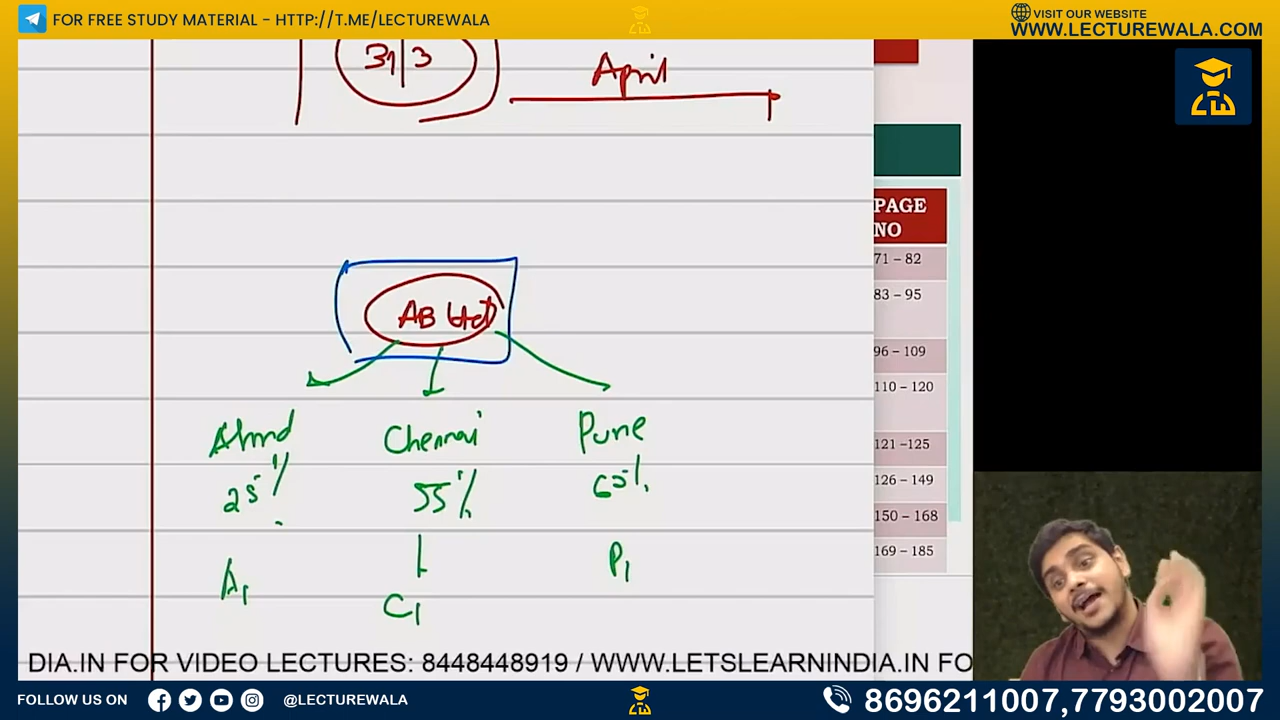 FOR FREE STUDY MATERIAL - HTTP://T.ME/LECTUREWALA
VISIT OUR WEBSITE
WWW.LECTUREWALA.COM
31/3
April
PAGE
NO
71 – 82
83 – 95
96 – 109
110 – 120
121 –125
126 – 149
150 – 168
169 – 185
AB Ltd
Ahmd Chennai Pune
25% 55% 65%
A1 C1 P1
DIA.IN FOR VIDEO LECTURES: 8448448919 / WWW.LETSLEARNINDIA.IN FO
FOLLOW US ON
@LECTUREWALA
8696211007,7793002007